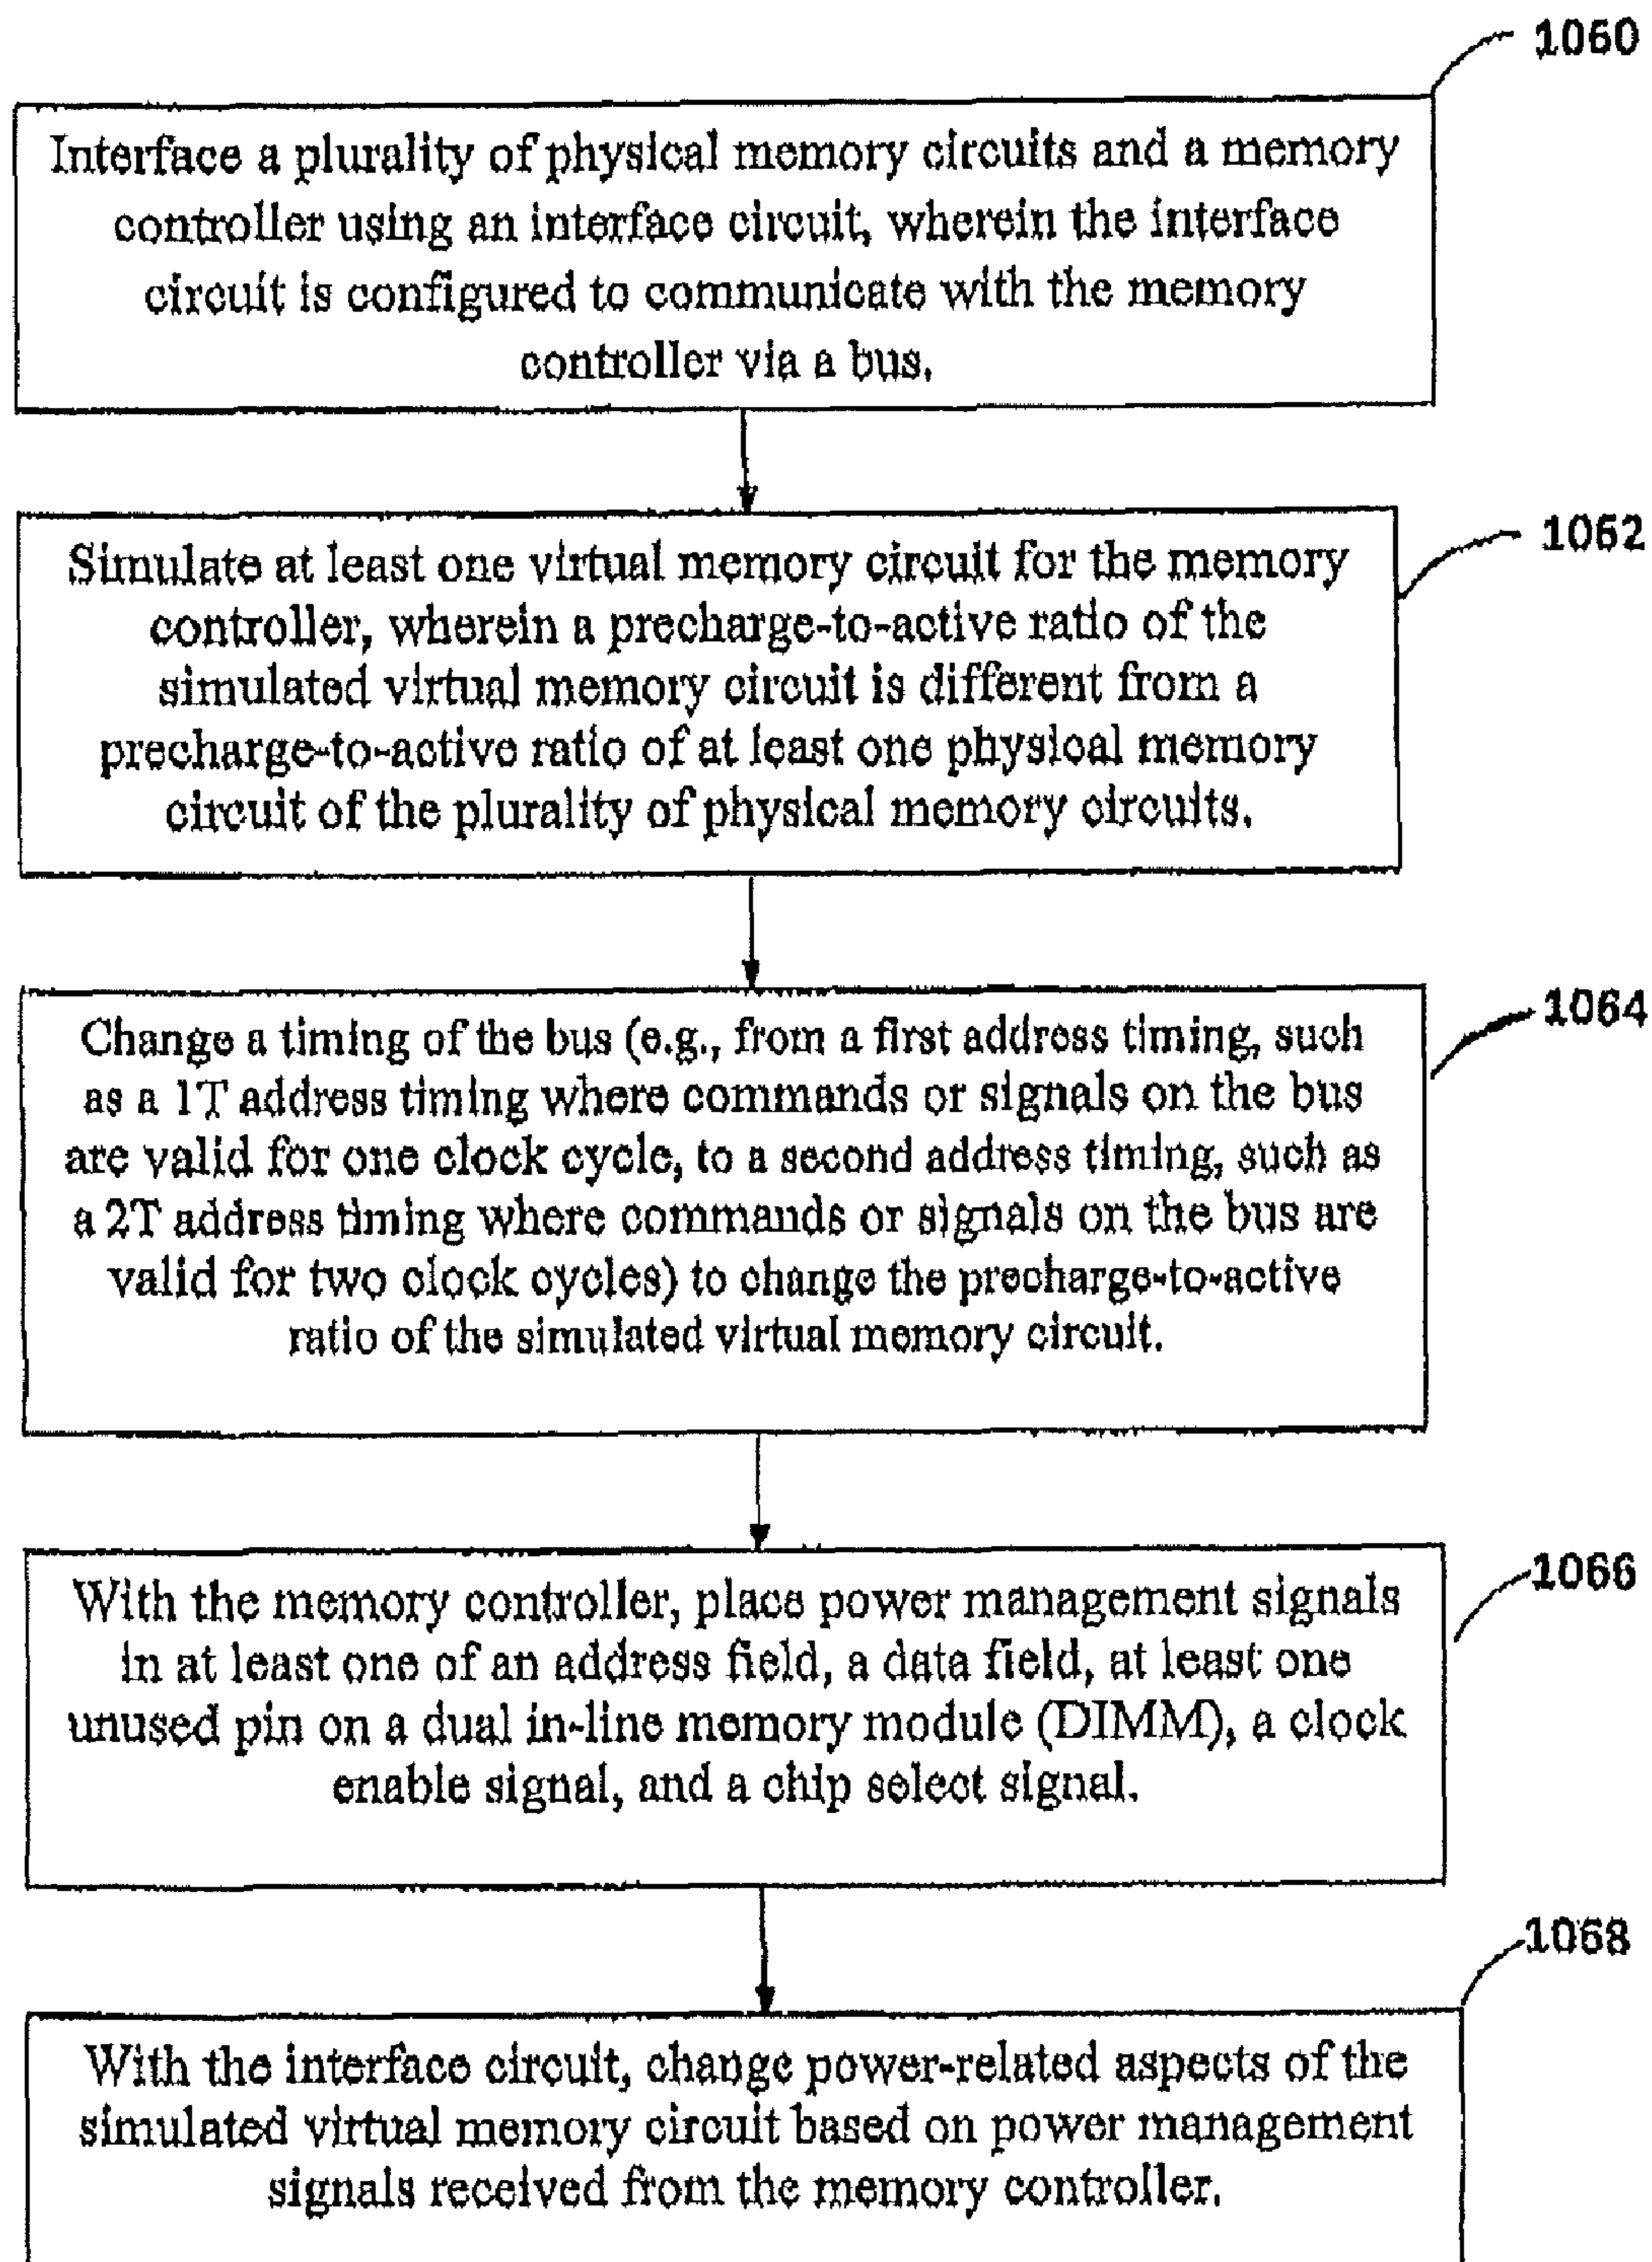 1060
Interface a plurality of physical memory circuits and a memory
controller using an interface circuit, wherein the interface
circuit is configured to communicate with the memory
controller via a bus.
1062
Simulate at least one virtual memory circuit for the memory
controller, wherein a precharge-to-active ratio of the
simulated virtual memory circuit is different from a
precharge-to-active ratio of at least one physical memory
circuit of the plurality of physical memory circuits.
1064
Change a timing of the bus (e.g., from a first address timing, such
as a 1T address timing where commands or signals on the bus
are valid for one clock cycle, to a second address timing, such as
a 2T address timing where commands or signals on the bus are
valid for two clock cycles) to change the precharge-to-active
ratio of the simulated virtual memory circuit.
1066
With the memory controller, place power management signals
in at least one of an address field, a data field, at least one
unused pin on a dual in-line memory module (DIMM), a clock
enable signal, and a chip select signal.
1068
With the interface circuit, change power-related aspects of the
simulated virtual memory circuit based on power management
signals received from the memory controller.